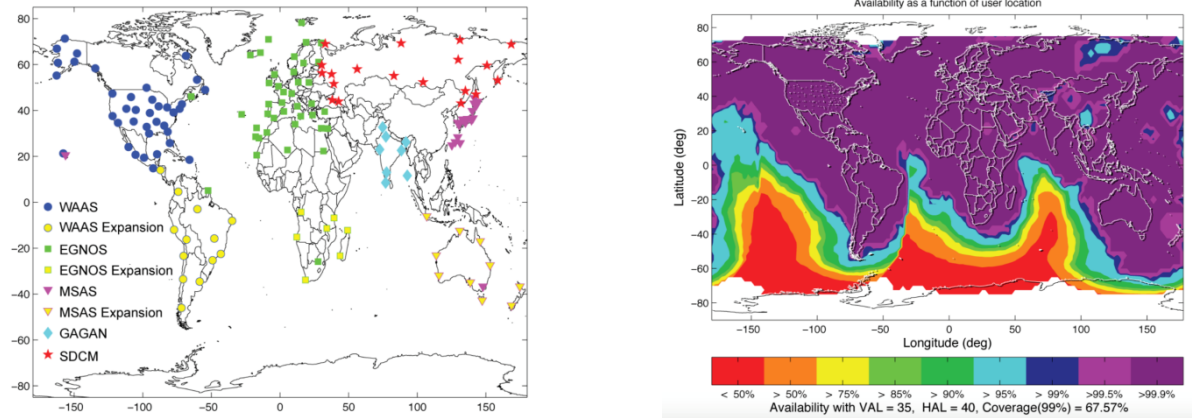 80
60
40
20
0
−20
−40
−60
−80
WAAS
WAAS Expansion
EGNOS
EGNOS Expansion
MSAS
MSAS Expansion
GAGAN
SDCM
−150 −100 −50 0 50 100 150
Availability as a function of user location
Latitude (deg)
80
60
40
20
0
−20
−40
−60
−80
−150 −100 −50 0 50 100 150
Longitude (deg)
< 50% > 50% > 75% > 85% > 90% > 95% > 99% >99.5% >99.9%
Availability with VAL = 35, HAL = 40, Coverage(99%) = 67.57%